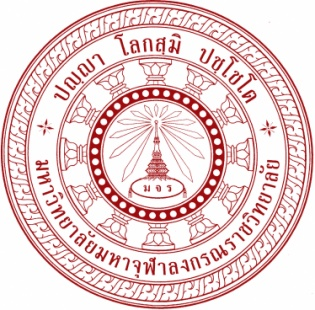 ปญฺญา โลกสฺมิ ปชฺโชโต
ม จ ร
มหาวิทยาลัยมหาจุฬาลงกรณราชวิทยาลัย